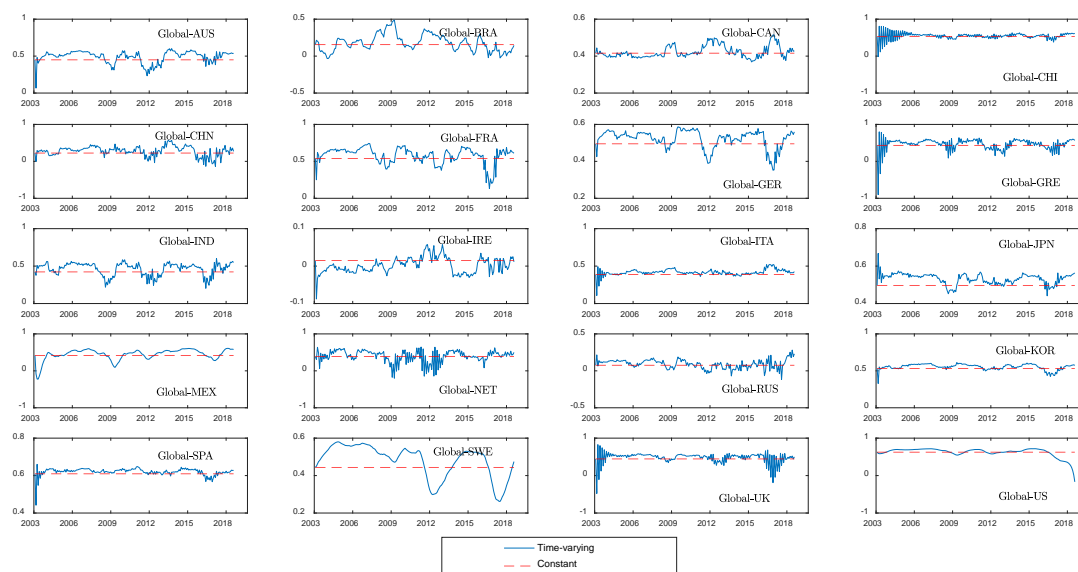 1 1 0.6 1
Global-AUS Global-BRA Global-CAN
0.5 0.5 0 0.4 0
Global-CHI
0 -0.5 0.2 -1
2003 2006 2009 2012 2015 2018 2003 2006 2009 2012 2015 2018 2003 2006 2009 2012 2015 2018 2003 2006 2009 2012 2015 2018
1 1 0.6 1
Global-CHN Global-FRA
0 0.5 0.4 0
Global-GER Global-GRE
-1 0 0.2 -1
2003 2006 2009 2012 2015 2018 2003 2006 2009 2012 2015 2018 2003 2006 2009 2012 2015 2018 2003 2006 2009 2012 2015 2018
1 0.1 1 0.8
Global-IND Global-IRE Global-ITA Global-JPN
0.5 0 0.5 0.6
0 -0.1 0 0.4
2003 2006 2009 2012 2015 2018 2003 2006 2009 2012 2015 2018 2003 2006 2009 2012 2015 2018 2003 2006 2009 2012 2015 2018
1 1 0.5 1
Global-KOR
0 0 0 0.5
Global-MEX Global-NET Global-RUS
-1 -1 -0.5 0
2003 2006 2009 2012 2015 2018 2003 2006 2009 2012 2015 2018 2003 2006 2009 2012 2015 2018 2003 2006 2009 2012 2015 2018
0.8 0.6 1 1
Global-SPA Global-SWE
0.6 0.4 0 0
Global-UK Global-US
0.4 0.2 -1 -1
2003 2006 2009 2012 2015 2018 2003 2006 2009 2012 2015 2018 2003 2006 2009 2012 2015 2018 2003 2006 2009 2012 2015 2018
Time-varying
Constant